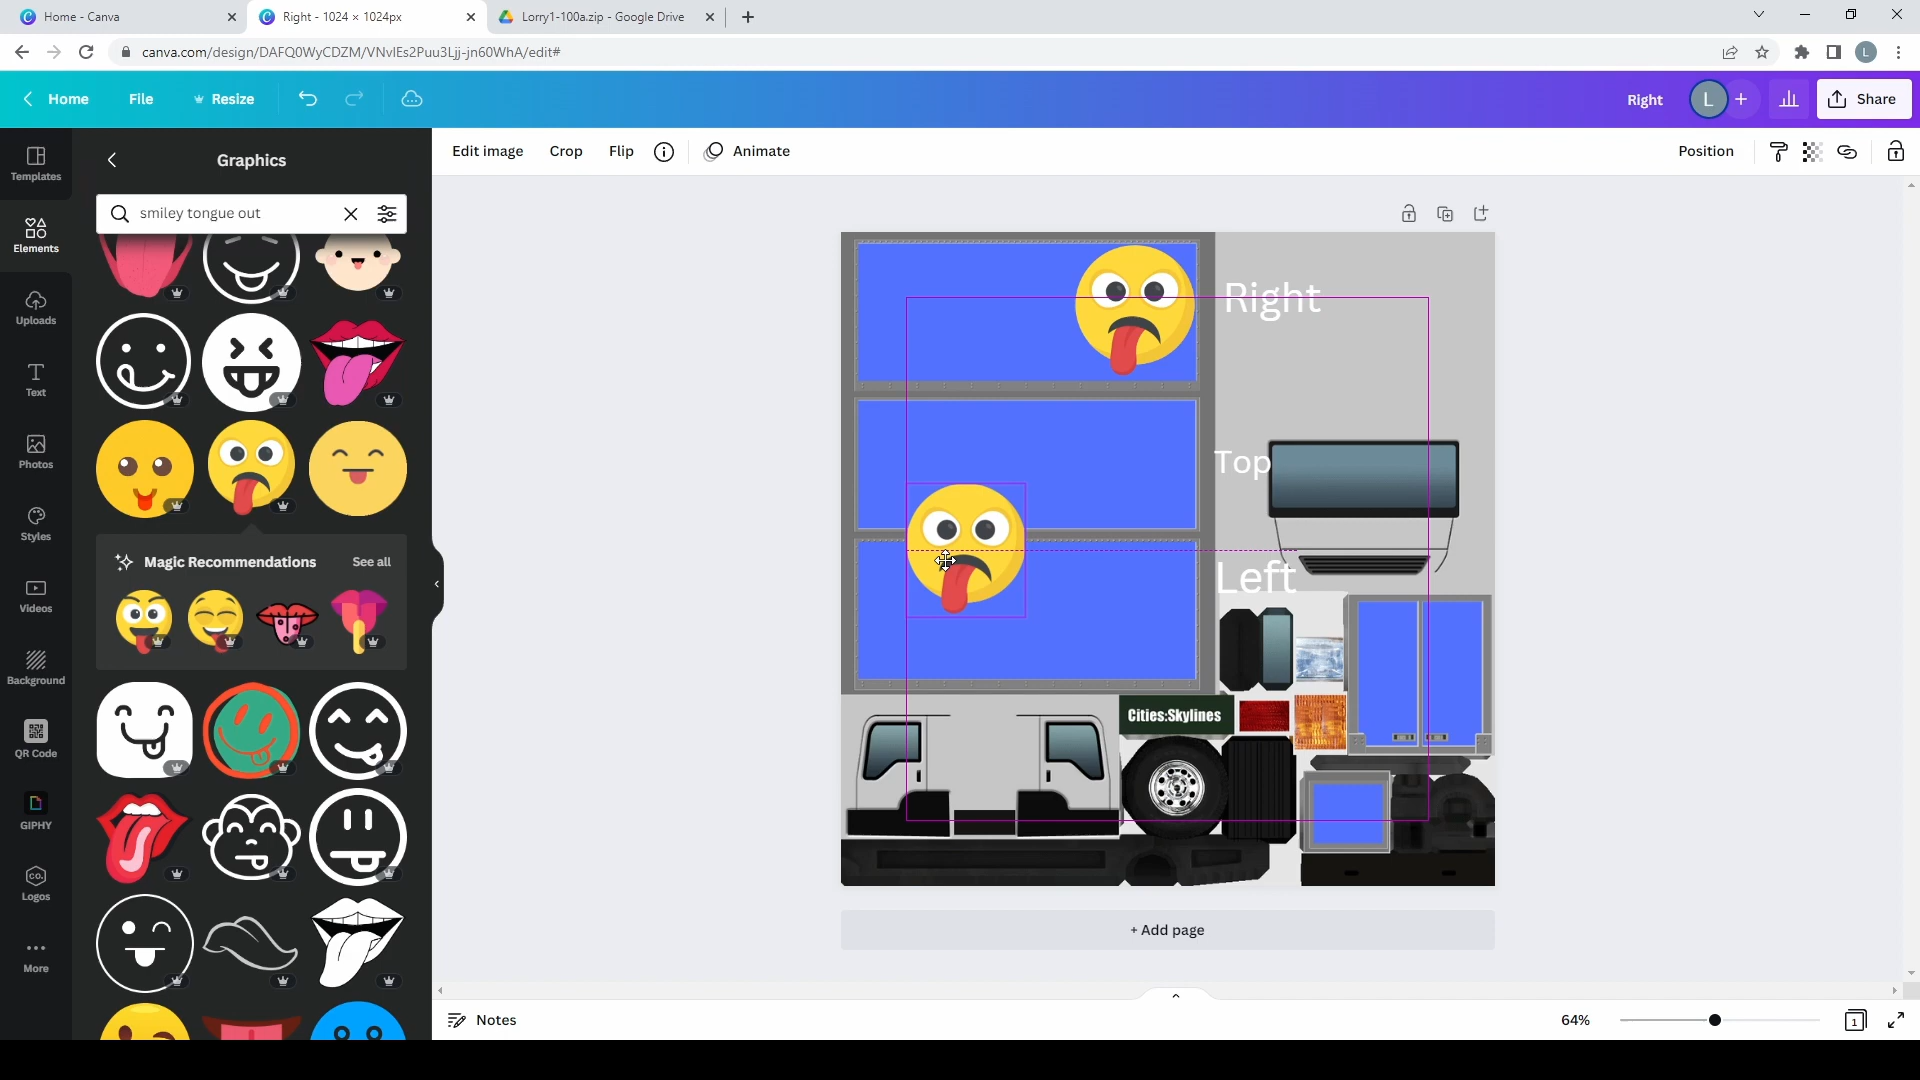 Home - Canva
Right - 1024 × 1024px
Lorry1-100a.zip - Google Drive
canva.com/design/DAFQ0WyCDZM/VNvlEs2Puu3Ljj-jn60WhA/edit#
L
Home
File
Resize
Right
L
Share
Templates
Elements
Uploads
Text
Photos
Styles
Videos
Background
QR Code
GIPHY
CO.
Logos
More
Graphics
smiley tongue out
Magic Recommendations
See all
Edit image
Crop
Flip
Animate
Position
Right
Top
Left
Cities:Skylines
+ Add page
Notes
64%
1